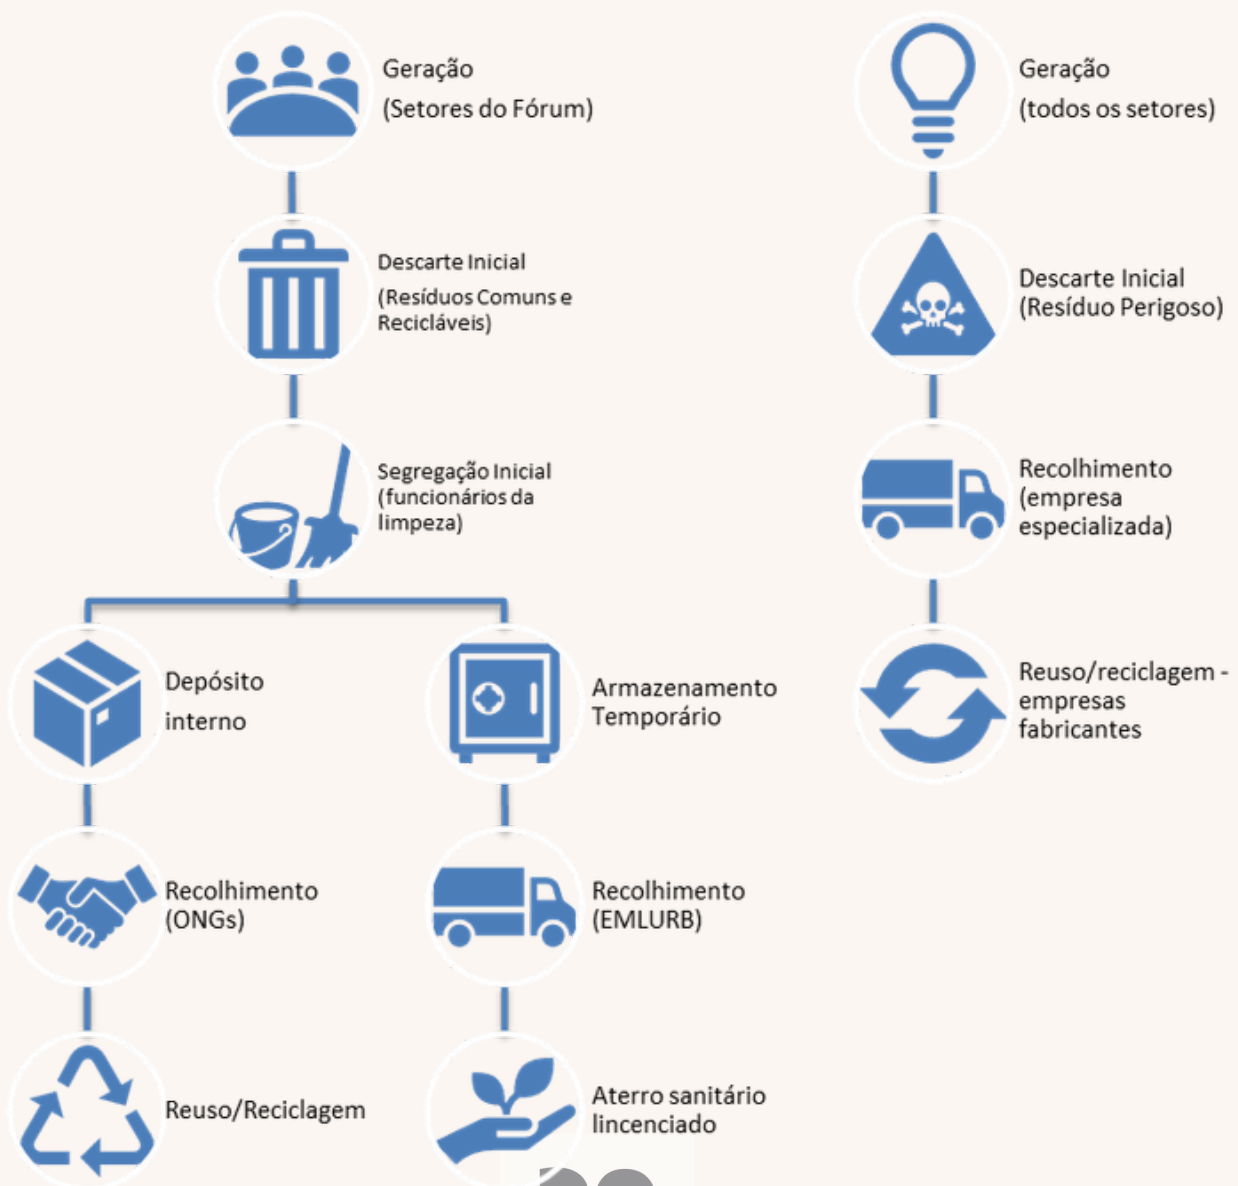 Geração
(Setores do Fórum)
Descarte Inicial
(Resíduos Comuns e
Recicláveis)
Segregação Inicial
(funcionários da
limpeza)
Depósito
interno
Recolhimento
(ONGs)
Reuso/Reciclagem
Armazenamento
Temporário
Recolhimento
(EMLURB)
Aterro sanitário
lincenciado
Geração
(todos os setores)
Descarte Inicial
(Resíduo Perigoso)
Recolhimento
(empresa
especializada)
Reuso/reciclagem -
empresas
fabricantes